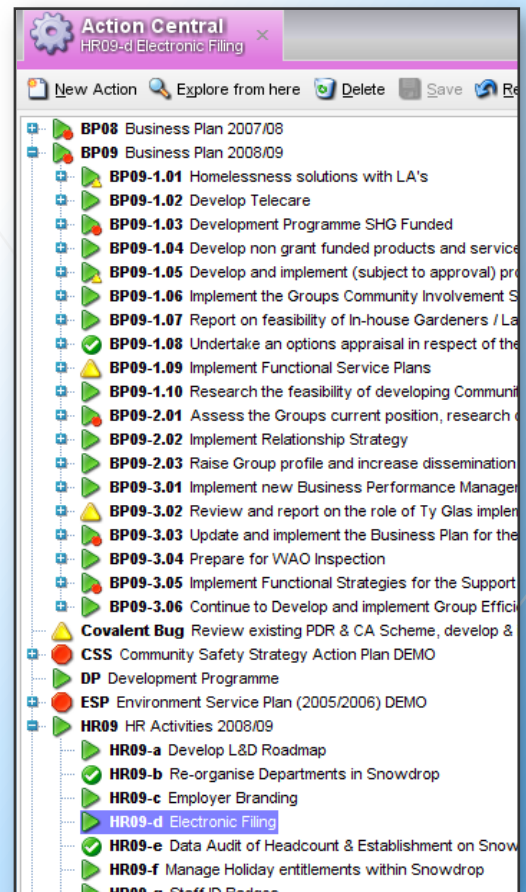 Action Central
HR09-d Electronic Filing
New Action Explore from here Delete Save Re
BP08 Business Plan 2007/08
BP09 Business Plan 2008/09
BP09-1.01 Homelessness solutions with LA's
BP09-1.02 Develop Telecare
BP09-1.03 Development Programme SHG Funded
BP09-1.04 Develop non grant funded products and service
BP09-1.05 Develop and implement (subject to approval) pro
BP09-1.06 Implement the Groups Community Involvement S
BP09-1.07 Report on feasibility of In-house Gardeners / La
BP09-1.08 Undertake an options appraisal in respect of the
BP09-1.09 Implement Functional Service Plans
BP09-1.10 Research the feasibility of developing Communit
BP09-2.01 Assess the Groups current position, research
BP09-2.02 Implement Relationship Strategy
BP09-2.03 Raise Group profile and increase dissemination
BP09-3.01 Implement new Business Performance Manager
BP09-3.02 Review and report on the role of Ty Glas implem
BP09-3.03 Update and implement the Business Plan for the
BP09-3.04 Prepare for WAO Inspection
BP09-3.05 Implement Functional Strategies for the Support
BP09-3.06 Continue to Develop and implement Group Effici
Covalent Bug Review existing PDR & CA Scheme, develop &
CSS Community Safety Strategy Action Plan DEMO
DP Development Programme
ESP Environment Service Plan (2005/2006) DEMO
HR09 HR Activities 2008/09
HR09-a Develop L&D Roadmap
HR09-b Re-organise Departments in Snowdrop
HR09-c Employer Branding
HR09-d Electronic Filing
HR09-e Data Audit of Headcount & Establishment on Snow
HR09-f Manage Holiday entitlements within Snowdrop
HR09-g Staff ID Badges